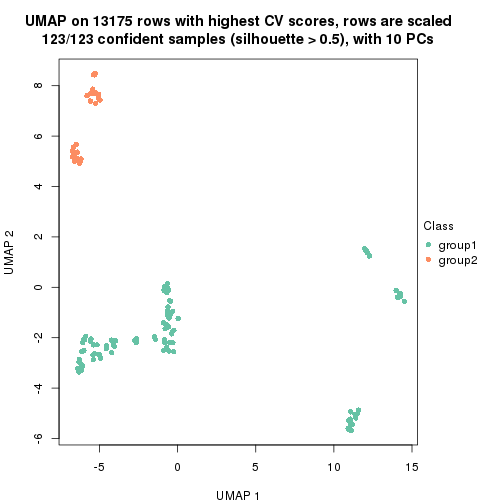 UMAP on 13175 rows with highest CV scores, rows are scaled
123/123 confident samples (silhouette > 0.5), with 10 PCs
8
6
4
2
0
-2
-4
-6
UMAP 2
-5
0
5
10
15
UMAP 1
Class
group1
group2